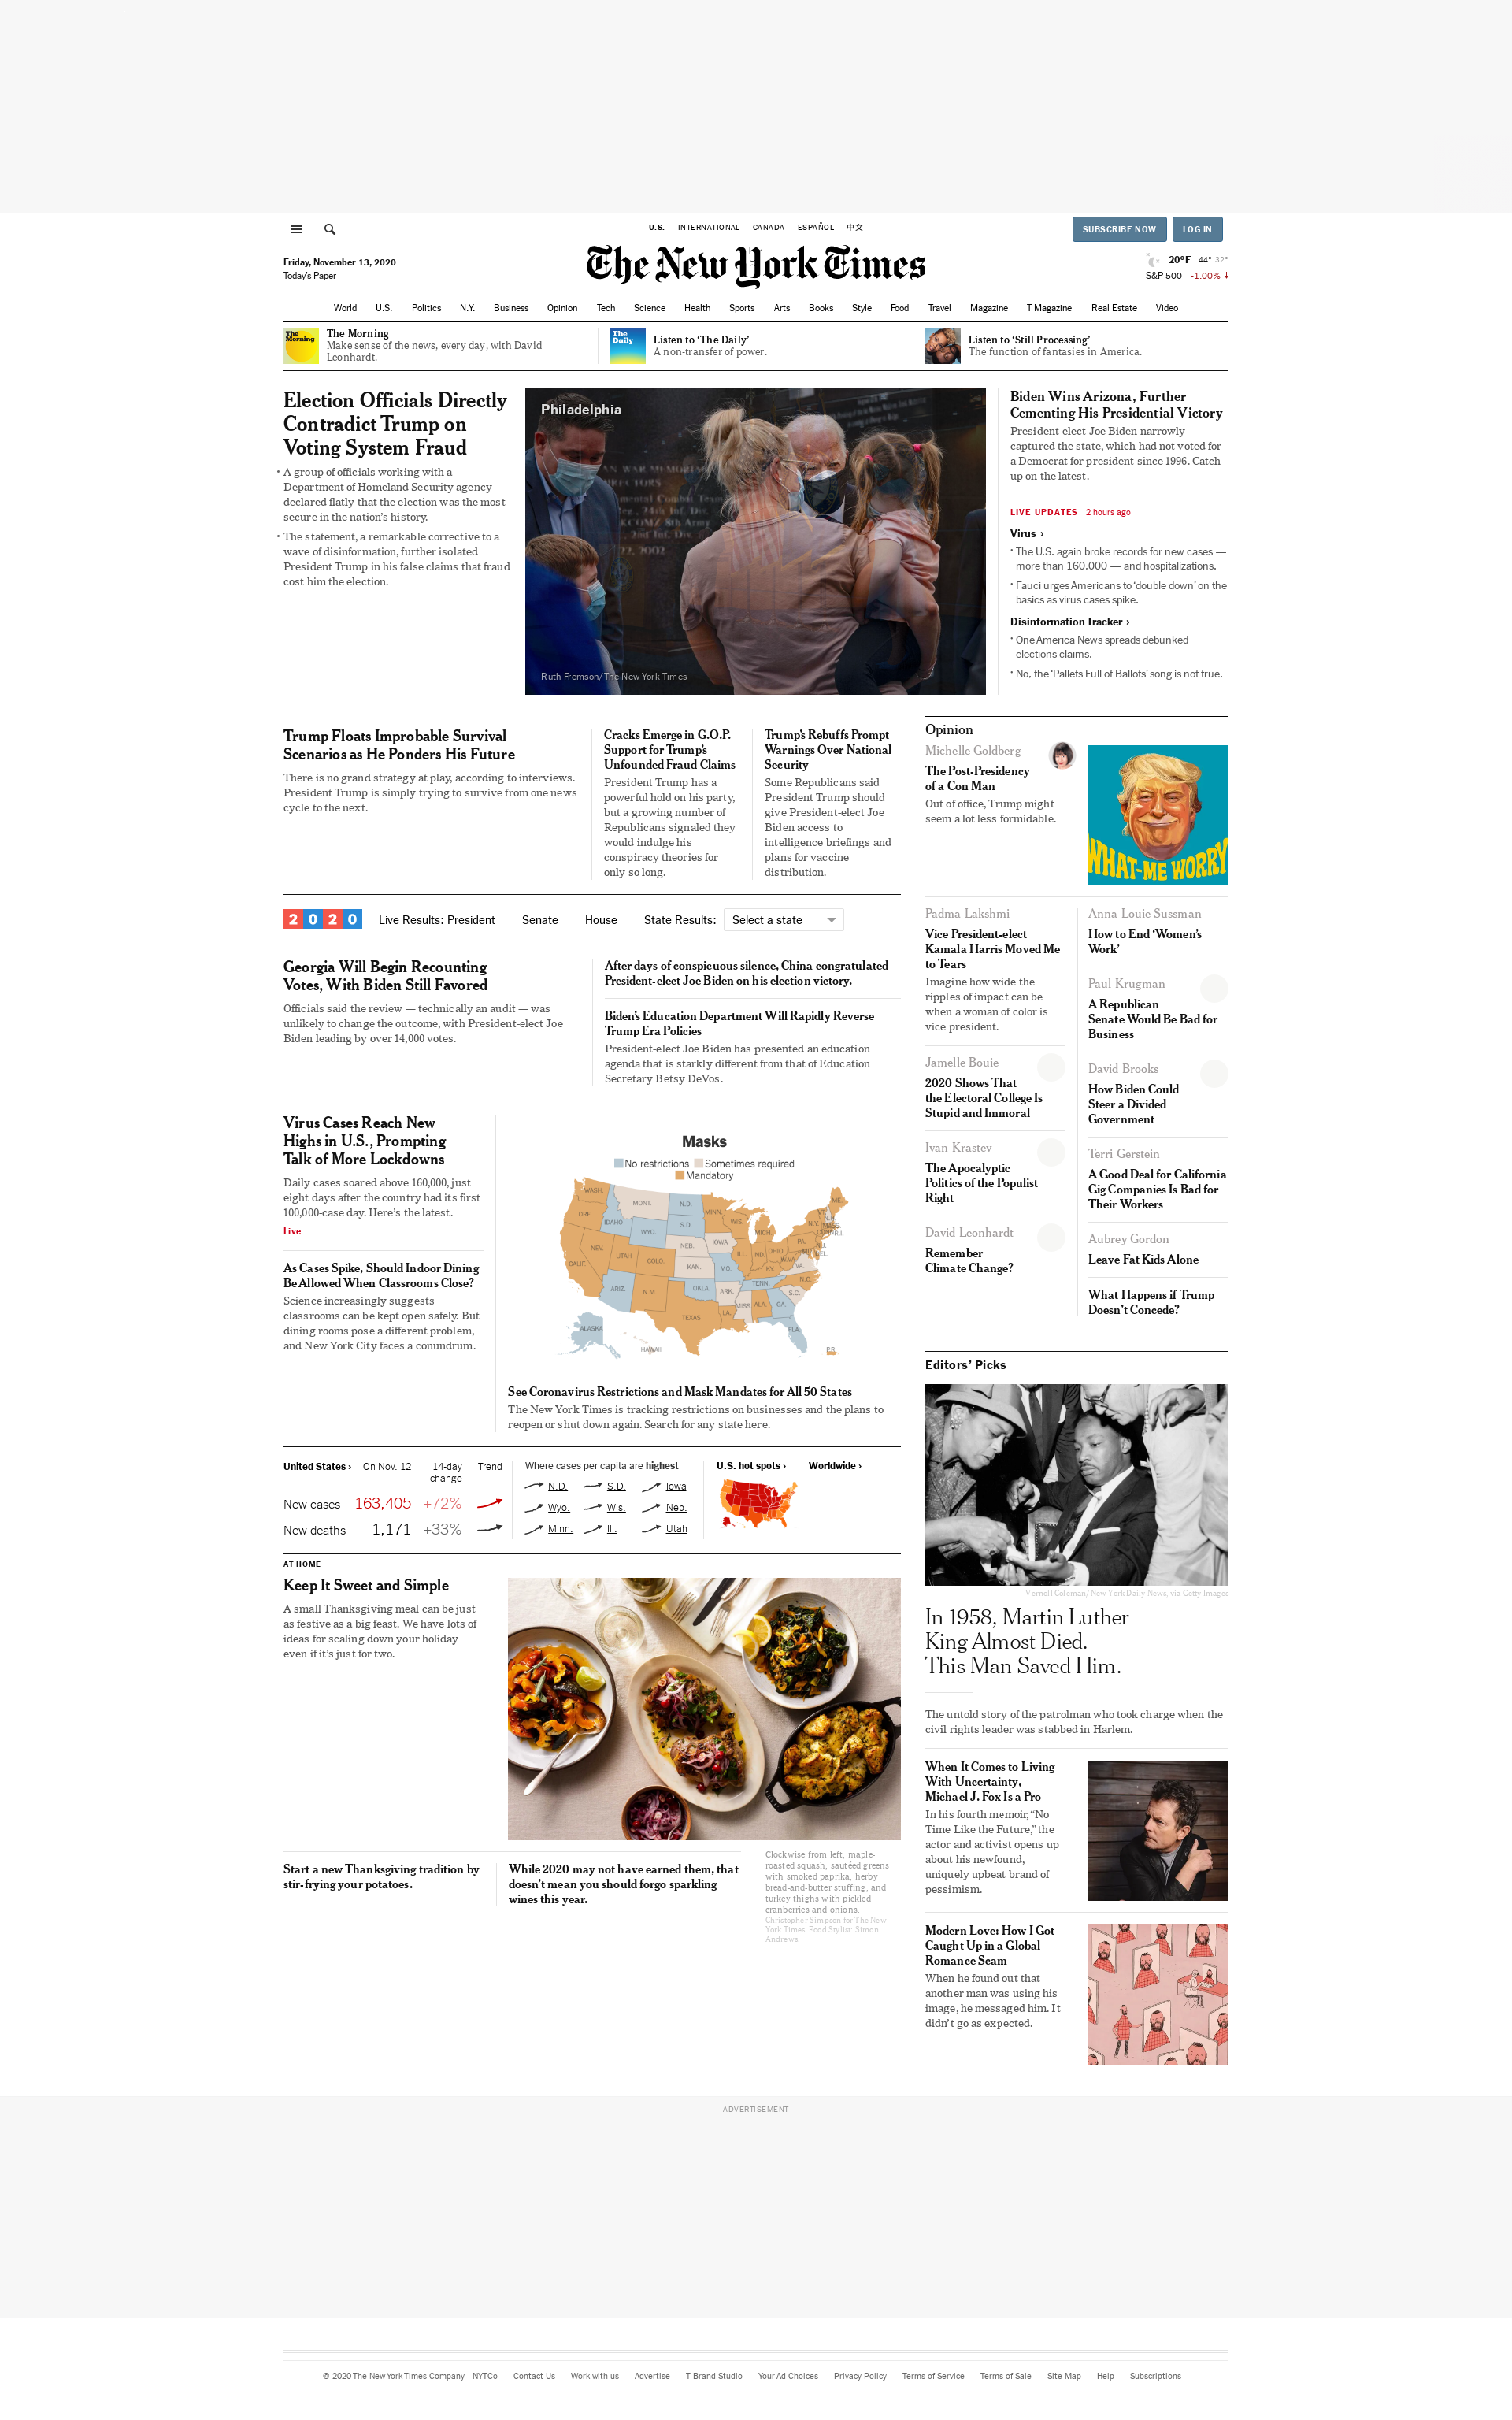 U.S. INTERNATIONAL CANADA ESPAÑOL 中文
SUBSCRIBE NOW LOG IN
Friday, November 13, 2020
Today's Paper
The New York Times
20°F 44° 32°
S&P 500 -1.00%
World U.S. Politics N.Y. Business Opinion Tech Science Health Sports Arts Books Style Food Travel Magazine T Magazine Real Estate Video
The Morning
The Morning
Make sense of the news, every day, with David
Leonhardt.
The Daily
Listen to ‘The Daily’
A non-transfer of power.
Listen to ‘Still Processing’
The function of fantasies in America.
Election Officials Directly
Contradict Trump on
Voting System Fraud
• A group of officials working with a
Department of Homeland Security agency
declared flatly that the election was the most
secure in the nation’s history.
• The statement, a remarkable corrective to a
wave of disinformation, further isolated
President Trump in his false claims that fraud
cost him the election.
Philadelphia
Ruth Fremson/The New York Times
Biden Wins Arizona, Further
Cementing His Presidential Victory
President-elect Joe Biden narrowly
captured the state, which had not voted for
a Democrat for president since 1996. Catch
up on the latest.
LIVE UPDATES 2 hours ago
Virus ›
• The U.S. again broke records for new cases —
more than 160,000 — and hospitalizations.
• Fauci urges Americans to ‘double down’ on the
basics as virus cases spike.
Disinformation Tracker ›
• One America News spreads debunked
elections claims.
• No, the ‘Pallets Full of Ballots’ song is not true.
Trump Floats Improbable Survival
Scenarios as He Ponders His Future
There is no grand strategy at play, according to interviews.
President Trump is simply trying to survive from one news
cycle to the next.
Cracks Emerge in G.O.P.
Support for Trump’s
Unfounded Fraud Claims
President Trump has a
powerful hold on his party,
but a growing number of
Republicans signaled they
would indulge his
conspiracy theories for
only so long.
Trump’s Rebuffs Prompt
Warnings Over National
Security
Some Republicans said
President Trump should
give President-elect Joe
Biden access to
intelligence briefings and
plans for vaccine
distribution.
2020 Live Results: President Senate House State Results: Select a state
Georgia Will Begin Recounting
Votes, With Biden Still Favored
Officials said the review — technically an audit — was
unlikely to change the outcome, with President-elect Joe
Biden leading by over 14,000 votes.
After days of conspicuous silence, China congratulated
President-elect Joe Biden on his election victory.
Biden’s Education Department Will Rapidly Reverse
Trump Era Policies
President-elect Joe Biden has presented an education
agenda that is starkly different from that of Education
Secretary Betsy DeVos.
Virus Cases Reach New
Highs in U.S., Prompting
Talk of More Lockdowns
Daily cases soared above 160,000, just
eight days after the country had its first
100,000-case day. Here’s the latest.
Live
As Cases Spike, Should Indoor Dining
Be Allowed When Classrooms Close?
Science increasingly suggests
classrooms can be kept open safely. But
dining rooms pose a different problem,
and New York City faces a conundrum.
Masks
No restrictions Sometimes required
Mandatory
WASH. MONT. N.D. MINN. ME.
ORE. IDAHO WYO. S.D. WIS. MICH. N.Y.
NEV. UTAH COLO. NEB. IOWA ILL. IND. OHIO PA.
CALIF. KAN. MO. KY. W.VA. VA.
ARIZ. N.M. OKLA. ARK. TENN. N.C. S.C.
TEXAS LA. MISS. ALA. GA. FLA.
ALASKA HAWAII P.R.
See Coronavirus Restrictions and Mask Mandates for All 50 States
The New York Times is tracking restrictions on businesses and the plans to
reopen or shut down again. Search for any state here.
United States › On Nov. 12 14-day change Trend
New cases 163,405 +72%
New deaths 1,171 +33%
Where cases per capita are highest
N.D. S.D. Iowa
Wyo. Wis. Neb.
Minn. Ill. Utah
U.S. hot spots › Worldwide ›
AT HOME
Keep It Sweet and Simple
A small Thanksgiving meal can be just
as festive as a big feast. We have lots of
ideas for scaling down your holiday
even if it’s just for two.
Start a new Thanksgiving tradition by
stir-frying your potatoes.
While 2020 may not have earned them, that
doesn’t mean you should forgo sparkling
wines this year.
Clockwise from left, maple-
roasted squash, sautéed greens
with smoked paprika, herby
bread-and-butter stuffing, and
turkey thighs with pickled
cranberries and onions.
Christopher Simpson for The New
York Times. Food Stylist: Simon
Andrews.
Opinion
Michelle Goldberg
The Post-Presidency
of a Con Man
Out of office, Trump might
seem a lot less formidable.
WHAT-ME WORRY
Padma Lakshmi
Vice President-elect
Kamala Harris Moved Me
to Tears
Imagine how wide the
ripples of impact can be
when a woman of color is
vice president.
Jamelle Bouie
2020 Shows That
the Electoral College Is
Stupid and Immoral
Ivan Krastev
The Apocalyptic
Politics of the Populist
Right
David Leonhardt
Remember
Climate Change?
Anna Louie Sussman
How to End ‘Women’s
Work’
Paul Krugman
A Republican
Senate Would Be Bad for
Business
David Brooks
How Biden Could
Steer a Divided
Government
Terri Gerstein
A Good Deal for California
Gig Companies Is Bad for
Their Workers
Aubrey Gordon
Leave Fat Kids Alone
What Happens if Trump
Doesn’t Concede?
Editors’ Picks
Vernoll Coleman/New York Daily News, via Getty Images
In 1958, Martin Luther
King Almost Died.
This Man Saved Him.
The untold story of the patrolman who took charge when the
civil rights leader was stabbed in Harlem.
When It Comes to Living
With Uncertainty,
Michael J. Fox Is a Pro
In his fourth memoir, “No
Time Like the Future,” the
actor and activist opens up
about his newfound,
uniquely upbeat brand of
pessimism.
Modern Love: How I Got
Caught Up in a Global
Romance Scam
When he found out that
another man was using his
image, he messaged him. It
didn’t go as expected.
ADVERTISEMENT
© 2020 The New York Times Company NYTCo Contact Us Work with us Advertise T Brand Studio Your Ad Choices Privacy Policy Terms of Service Terms of Sale Site Map Help Subscriptions